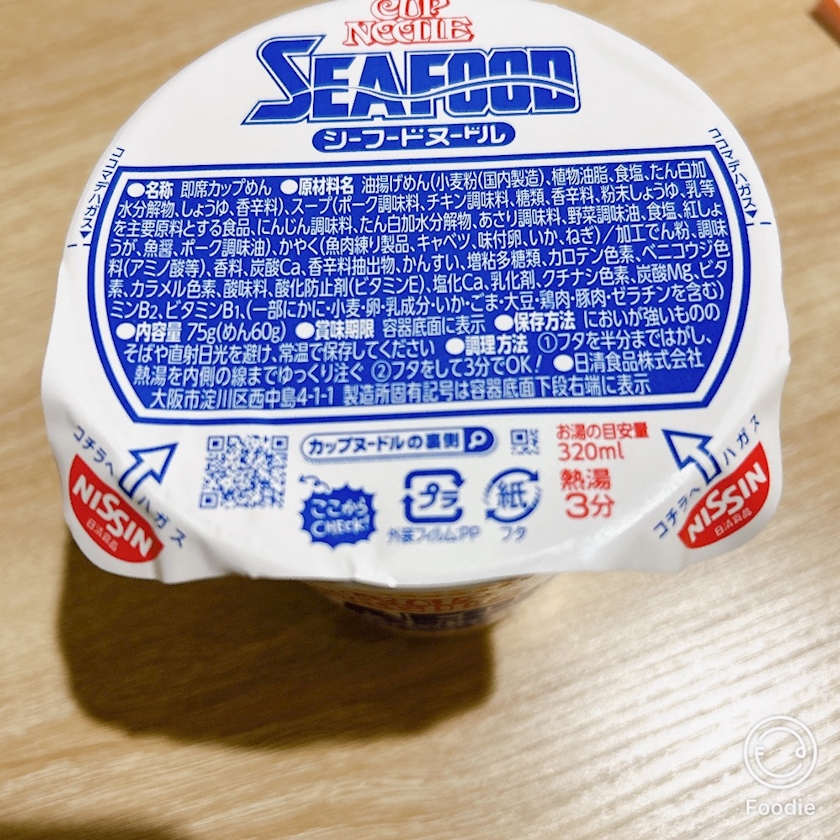 CUP
NOODLE
SEAFOOD
シーフードヌードル
ココマデハガス
ココマデハガス
●名称 即席カップめん ●原材料名 油揚げめん(小麦粉(国内製造)、植物油脂、食塩、たん白加
水分解物、しょうゆ、香辛料)、スープ(ポーク調味料、チキン調味料、糖類、香辛料、粉末しょうゆ、乳等
を主要原料とする食品、にんじん調味料、たん白加水分解物、あさり調味料、野菜調味油、食塩、紅しょ
うが、魚醤、ポーク調味油)、かやく(魚肉練り製品、キャベツ、味付卵、いか、ねぎ)/加工でん粉、調味
料(アミノ酸等)、香料、炭酸Ca、香辛料抽出物、かんすい、増粘多糖類、カロテン色素、ベニコウジ色
素、カラメル色素、酸味料、酸化防止剤(ビタミンE)、塩化Ca、乳化剤、クチナシ色素、炭酸Mg、ビタ
ミンB₂、ビタミンB₁、(一部にかに・小麦・卵・乳成分・いか・ごま・大豆・鶏肉・豚肉・ゼラチンを含む)
●内容量 75g(めん60g) ●賞味期限 容器底面に表示 ●保存方法 においが強いものの
そばや直射日光を避け、常温で保存してください ●調理方法 ①フタを半分まではがし、
熱湯を内側の線までゆっくり注ぐ ②フタをして3分でOK! ●日清食品株式会社
大阪市淀川区西中島4-1-1 製造所固有記号は容器底面下段右端に表示
コチラヘハガス
NISSIN
日清食品
カップヌードルの裏側
ここから
CHECK!
プラ
外装フィルムPP
紙
フタ
お湯の目安量
320ml
熱湯
3分
コチラヘハガス
NISSIN
日清食品
Foodie